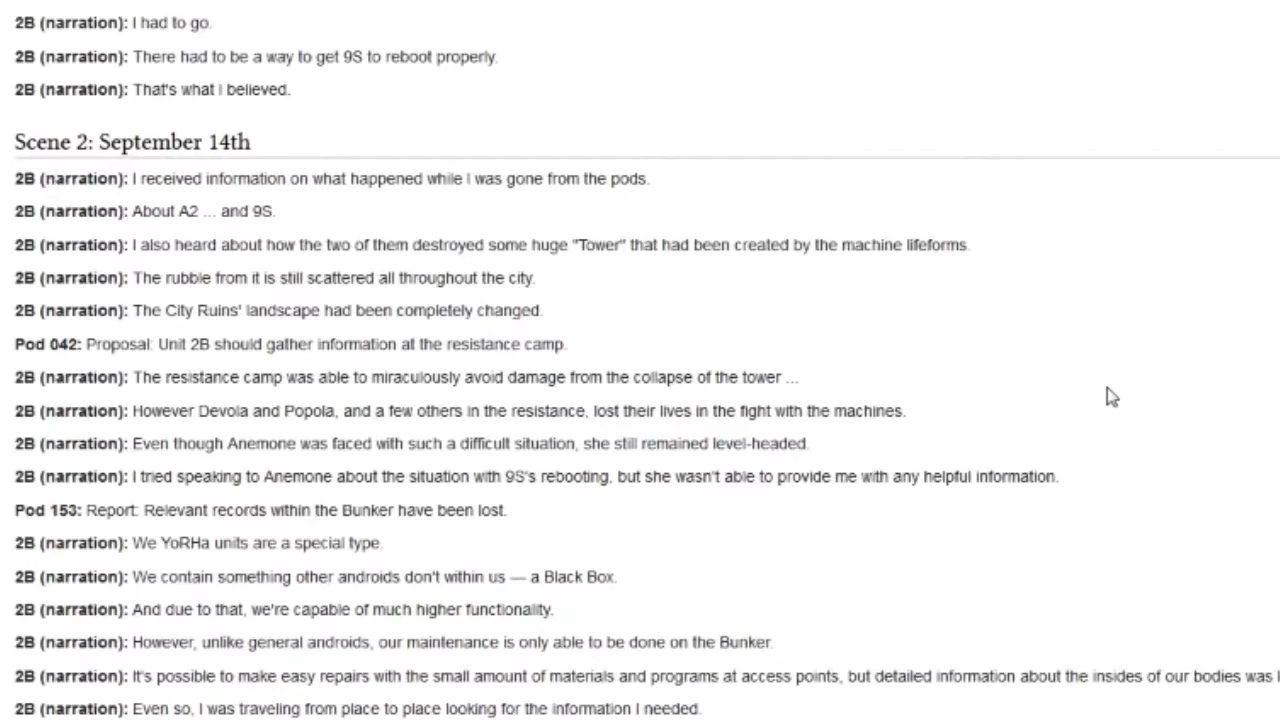 2B (narration): I had to go.
2B (narration): There had to be a way to get 9S to reboot properly.
2B (narration): That's what I believed.
Scene 2: September 14th
2B (narration): I received information on what happened while I was gone from the pods.
2B (narration): About A2 ... and 9S.
2B (narration): I also heard about how the two of them destroyed some huge "Tower" that had been created by the machine lifeforms.
2B (narration): The rubble from it is still scattered all throughout the city.
2B (narration): The City Ruins' landscape had been completely changed.
Pod 042: Proposal: Unit 2B should gather information at the resistance camp.
2B (narration): The resistance camp was able to miraculously avoid damage from the collapse of the tower ...
2B (narration): However Devola and Popola, and a few others in the resistance, lost their lives in the fight with the machines.
2B (narration): Even though Anemone was faced with such a difficult situation, she still remained level-headed.
2B (narration): I tried speaking to Anemone about the situation with 9S's rebooting, but she wasn't able to provide me with any helpful information.
Pod 153: Report: Relevant records within the Bunker have been lost.
2B (narration): We YoRHa units are a special type.
2B (narration): We contain something other androids don't within us — a Black Box.
2B (narration): And due to that, we're capable of much higher functionality.
2B (narration): However, unlike general androids, our maintenance is only able to be done on the Bunker.
2B (narration): It's possible to make easy repairs with the small amount of materials and programs at access points, but detailed information about the insides of our bodies was
2B (narration): Even so, I was traveling from place to place looking for the information I needed.